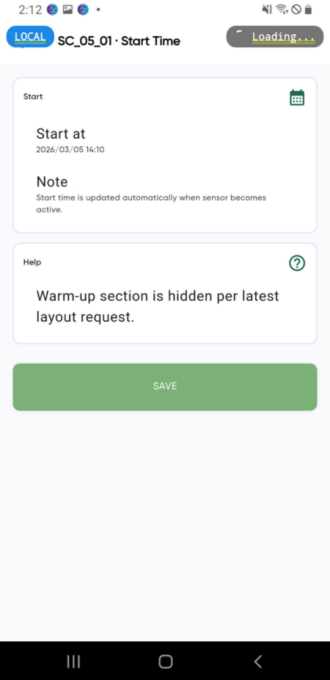 2:12
LOCAL
SC_05_01 · Start Time
Loading...
Start
Start at
2026/03/05 14:10
Note
Start time is updated automatically when sensor becomes
active.
Help
Warm-up section is hidden per latest
layout request.
SAVE